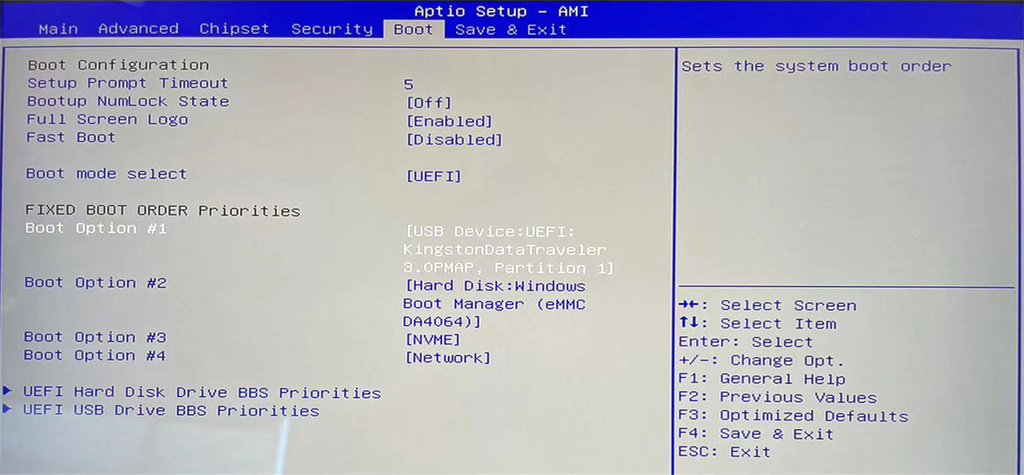 Aptio Setup – AMI
Main Advanced Chipset Security Boot Save & Exit
Boot Configuration
Setup Prompt Timeout 5
Bootup NumLock State [Off]
Full Screen Logo [Enabled]
Fast Boot [Disabled]
Boot mode select [UEFI]
FIXED BOOT ORDER Priorities
Boot Option #1 [USB Device:UEFI:
KingstonDataTraveler
3.0PMAP, Partition 1]
Boot Option #2 [Hard Disk:Windows
Boot Manager (eMMC
DA4064)]
Boot Option #3 [NVME]
Boot Option #4 [Network]
▶ UEFI Hard Disk Drive BBS Priorities
▶ UEFI USB Drive BBS Priorities
Sets the system boot order
→←: Select Screen
↑↓: Select Item
Enter: Select
+/-: Change Opt.
F1: General Help
F2: Previous Values
F3: Optimized Defaults
F4: Save & Exit
ESC: Exit